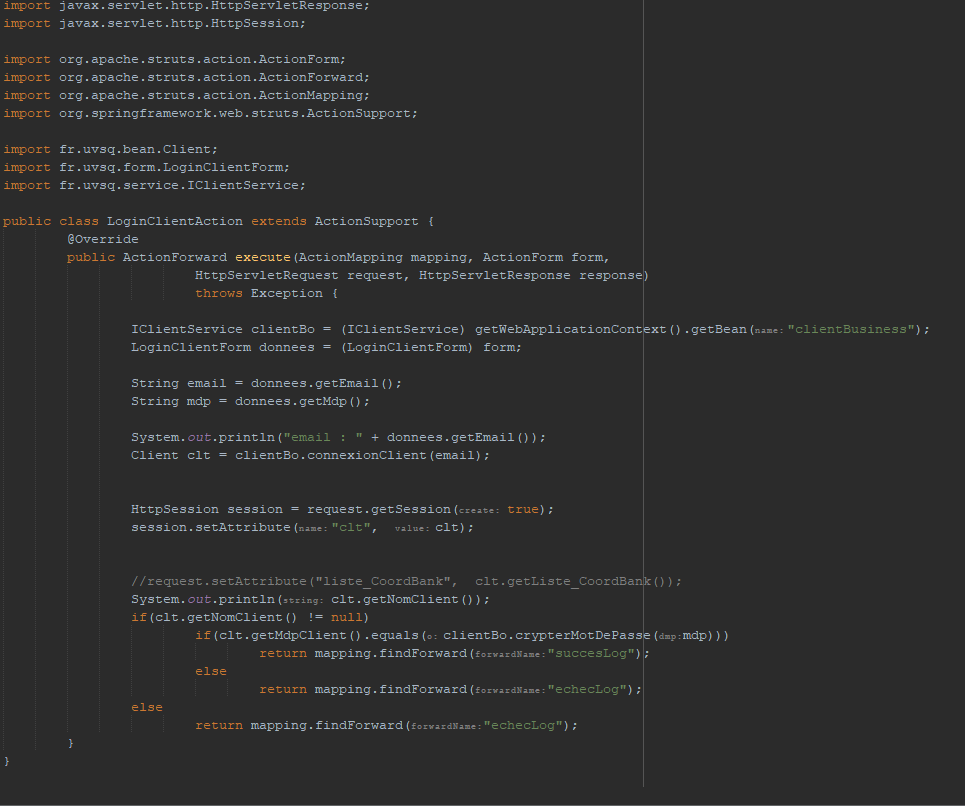 import javax.servlet.http.HttpServletResponse;
import javax.servlet.http.HttpSession;
import org.apache.struts.action.ActionForm;
import org.apache.struts.action.ActionForward;
import org.apache.struts.action.ActionMapping;
import org.springframework.web.struts.ActionSupport;
import fr.uvsq.bean.Client;
import fr.uvsq.form.LoginClientForm;
import fr.uvsq.service.IClientService;
public class LoginClientAction extends ActionSupport {
@Override
public ActionForward execute(ActionMapping mapping, ActionForm form,
HttpServletRequest request, HttpServletResponse response)
throws Exception {
IClientService clientBo = (IClientService) getWebApplicationContext().getBean(name: "clientBusiness");
LoginClientForm donnees = (LoginClientForm) form;
String email = donnees.getEmail();
String mdp = donnees.getMdp();
System.out.println("email : " + donnees.getEmail());
Client clt = clientBo.connexionClient(email);
HttpSession session = request.getSession(create: true);
session.setAttribute(name: "clt", value: clt);
//request.setAttribute("liste_CoordBank", clt.getListe_CoordBank());
System.out.println(string: clt.getNomClient());
if(clt.getNomClient() != null)
if(clt.getMdpClient().equals(o: clientBo.crypterMotDePasse(dmp: mdp)))
return mapping.findForward(forwardName: "succesLog");
else
return mapping.findForward(forwardName: "echecLog");
else
return mapping.findForward(forwardName: "echecLog");
}
}